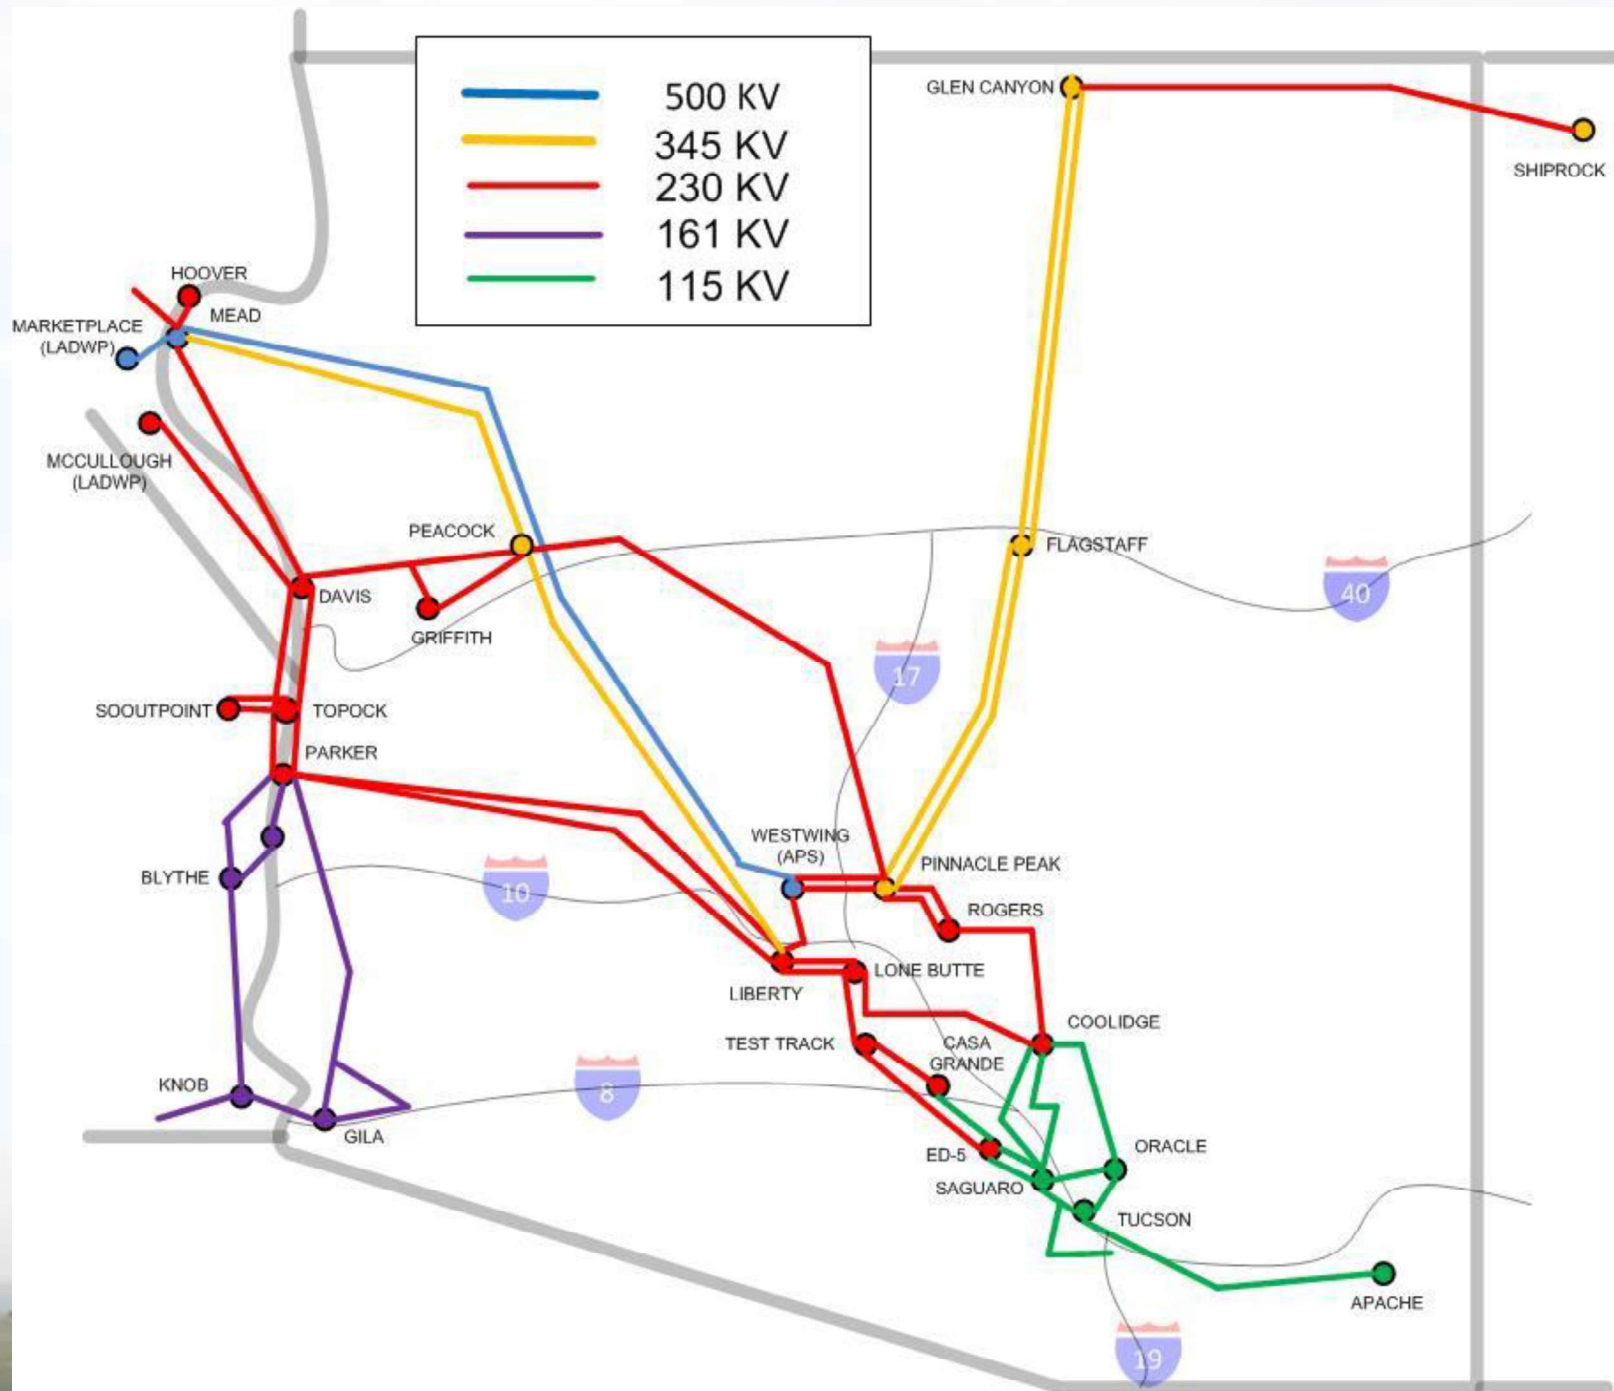 500 KV
345 KV
230 KV
161 KV
115 KV
GLEN CANYON
SHIPROCK
HOOVER
MEAD
MARKETPLACE
(LADWP)
MCCULLOUGH
(LADWP)
PEACOCK
FLAGSTAFF
DAVIS
GRIFFITH
40
17
SOOUTPOINT
TOPOCK
PARKER
WESTWING
(APS)
PINNACLE PEAK
BLYTHE
10
ROGERS
LONE BUTTE
LIBERTY
COOLIDGE
TEST TRACK
CASA
GRANDE
KNOB
8
GILA
ORACLE
ED-5
SAGUARO
TUCSON
APACHE
19